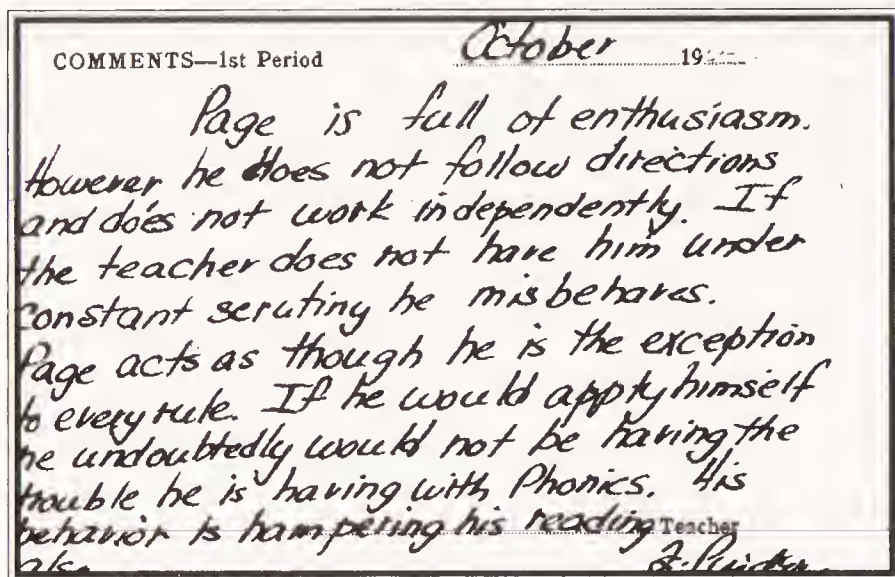 COMMENTS—1st Period October 19
Page is full of enthusiasm.
However he does not follow directions
and does not work independently. If
the teacher does not have him under
constant scrutiny he misbehaves.
Page acts as though he is the exception
to every rule. If he would apply himself
he undoubtedly would not be having the
trouble he is having with Phonics. His
behavior is hampering his reading Teacher
also